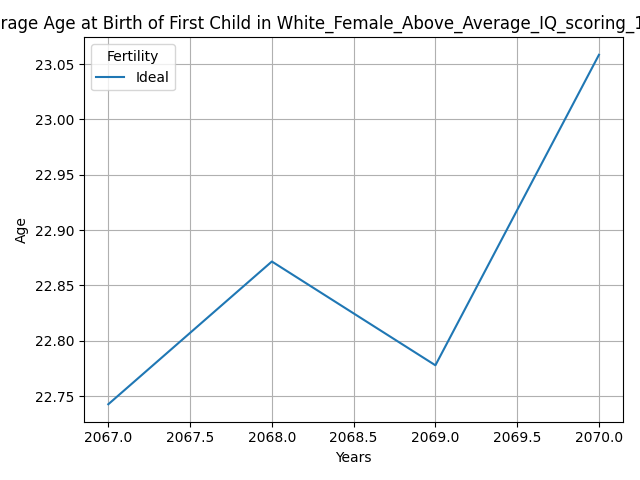 rage Age at Birth of First Child in White_Female_Above_Average_IQ_scoring_1
Fertility
Ideal
23.05
23.00
22.95
22.90
22.85
22.80
22.75
Age
2067.0 2067.5 2068.0 2068.5 2069.0 2069.5 2070.0
Years